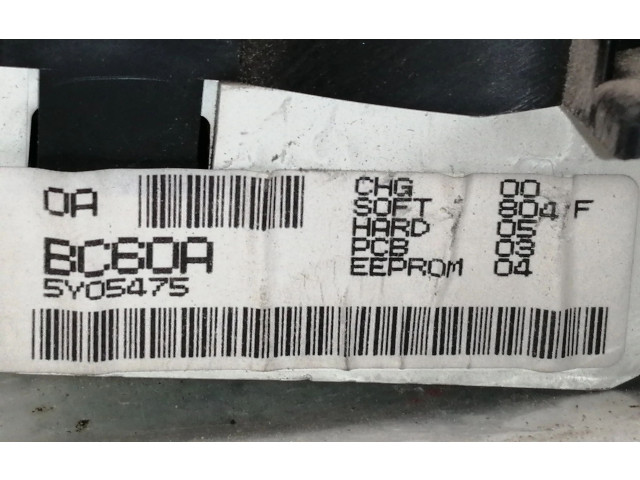 0A
BC60A
5Y05475
CHG 00
SOFT 804 F
HARD 05
PCB 03
EEPROM 04